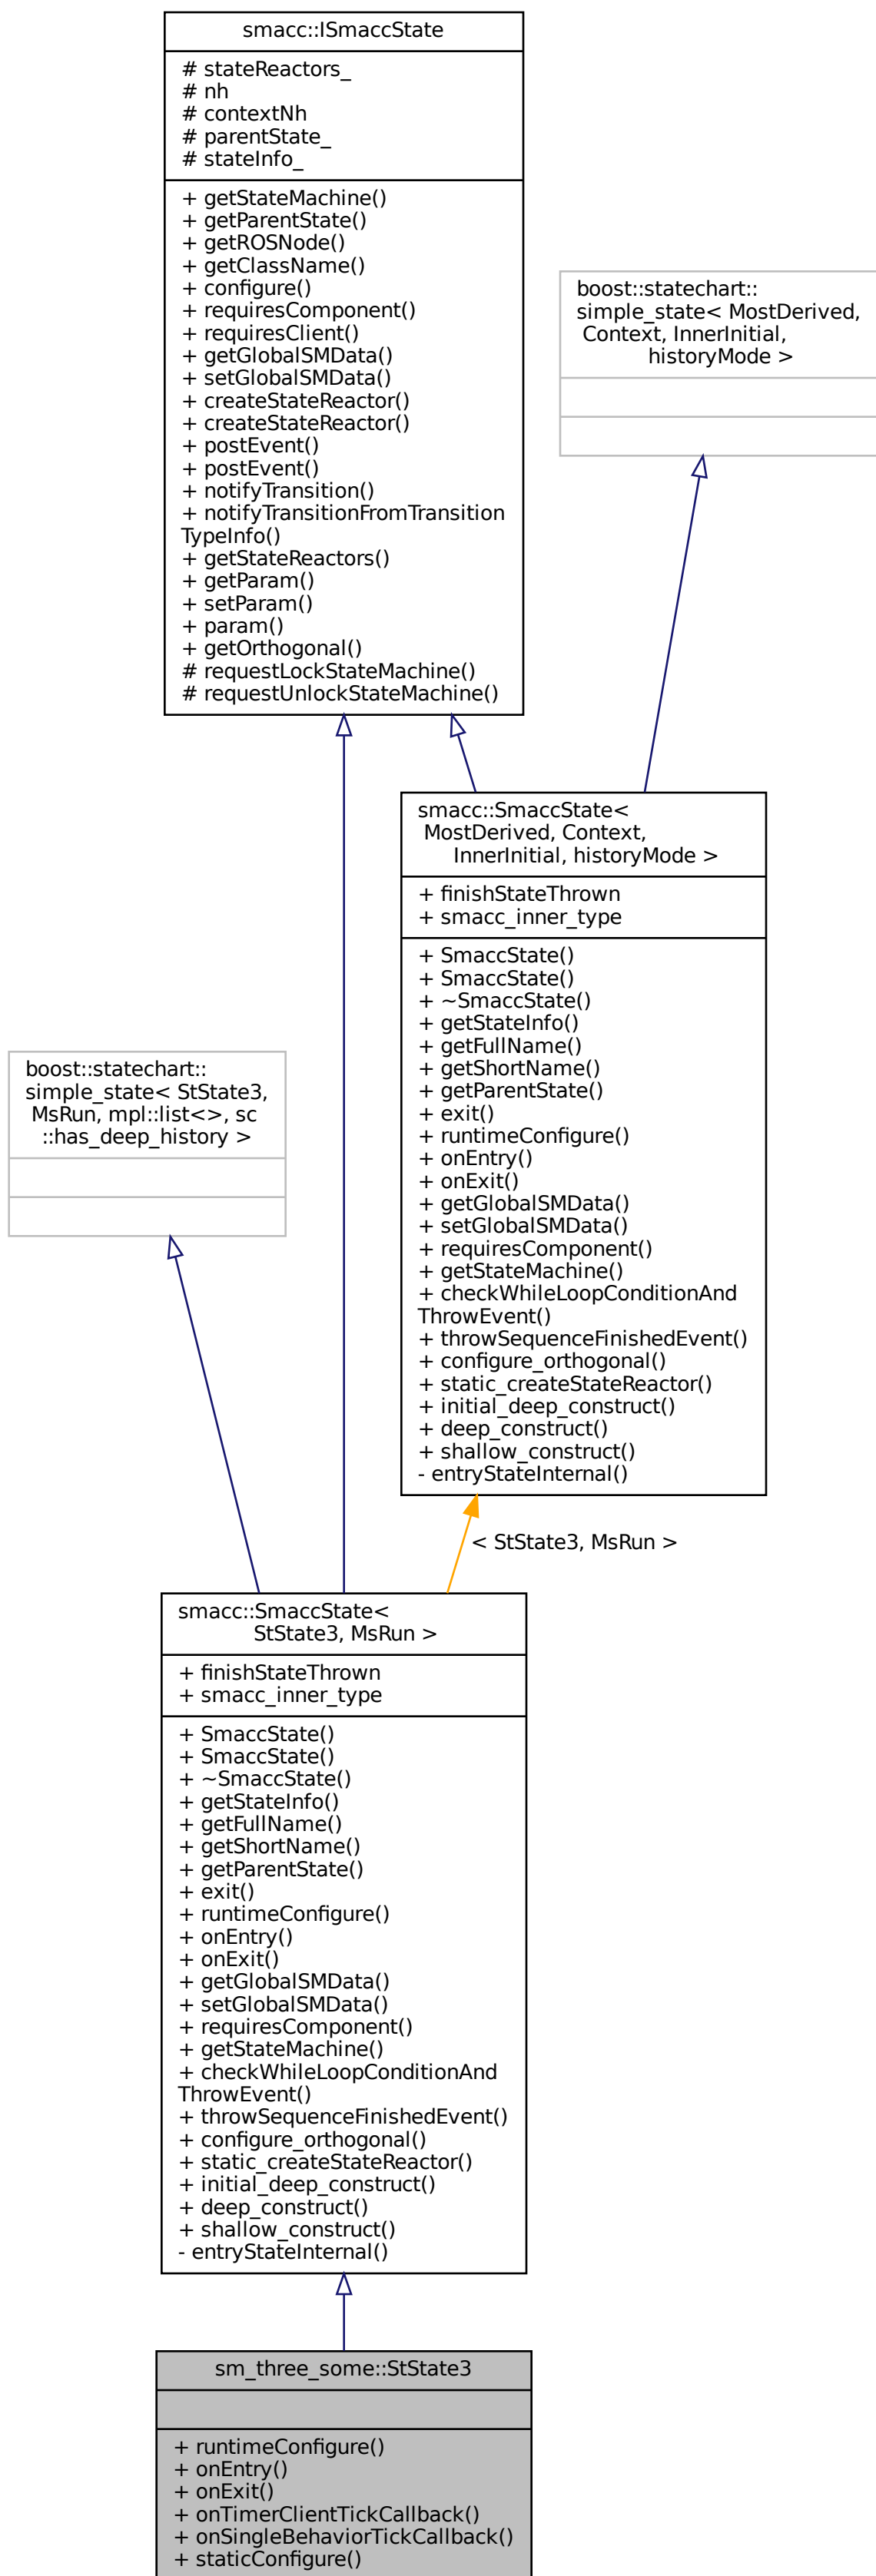 smacc::ISmaccState
# stateReactors_
# nh
# contextNh
# parentState_
# stateInfo_
+ getStateMachine()
+ getParentState()
+ getROSNode()
+ getClassName()
+ configure()
+ requiresComponent()
+ requiresClient()
+ getGlobalSMData()
+ setGlobalSMData()
+ createStateReactor()
+ createStateReactor()
+ postEvent()
+ postEvent()
+ notifyTransition()
+ notifyTransitionFromTransition
TypeInfo()
+ getStateReactors()
+ getParam()
+ setParam()
+ param()
+ getOrthogonal()
# requestLockStateMachine()
# requestUnlockStateMachine()
boost::statechart::
simple_state< MostDerived,
Context, InnerInitial,
historyMode >
smacc::SmaccState<
MostDerived, Context,
InnerInitial, historyMode >
+ finishStateThrown
+ smacc_inner_type
+ SmaccState()
+ SmaccState()
+ ~SmaccState()
+ getStateInfo()
+ getFullName()
+ getShortName()
+ getParentState()
+ exit()
+ runtimeConfigure()
+ onEntry()
+ onExit()
+ getGlobalSMData()
+ setGlobalSMData()
+ requiresComponent()
+ getStateMachine()
+ checkWhileLoopConditionAnd
ThrowEvent()
+ throwSequenceFinishedEvent()
+ configure_orthogonal()
+ static_createStateReactor()
+ initial_deep_construct()
+ deep_construct()
+ shallow_construct()
- entryStateInternal()
boost::statechart::
simple_state< StState3,
MsRun, mpl::list<>, sc
::has_deep_history >
< StState3, MsRun >
smacc::SmaccState<
StState3, MsRun >
+ finishStateThrown
+ smacc_inner_type
+ SmaccState()
+ SmaccState()
+ ~SmaccState()
+ getStateInfo()
+ getFullName()
+ getShortName()
+ getParentState()
+ exit()
+ runtimeConfigure()
+ onEntry()
+ onExit()
+ getGlobalSMData()
+ setGlobalSMData()
+ requiresComponent()
+ getStateMachine()
+ checkWhileLoopConditionAnd
ThrowEvent()
+ throwSequenceFinishedEvent()
+ configure_orthogonal()
+ static_createStateReactor()
+ initial_deep_construct()
+ deep_construct()
+ shallow_construct()
- entryStateInternal()
sm_three_some::StState3
+ runtimeConfigure()
+ onEntry()
+ onExit()
+ onTimerClientTickCallback()
+ onSingleBehaviorTickCallback()
+ staticConfigure()